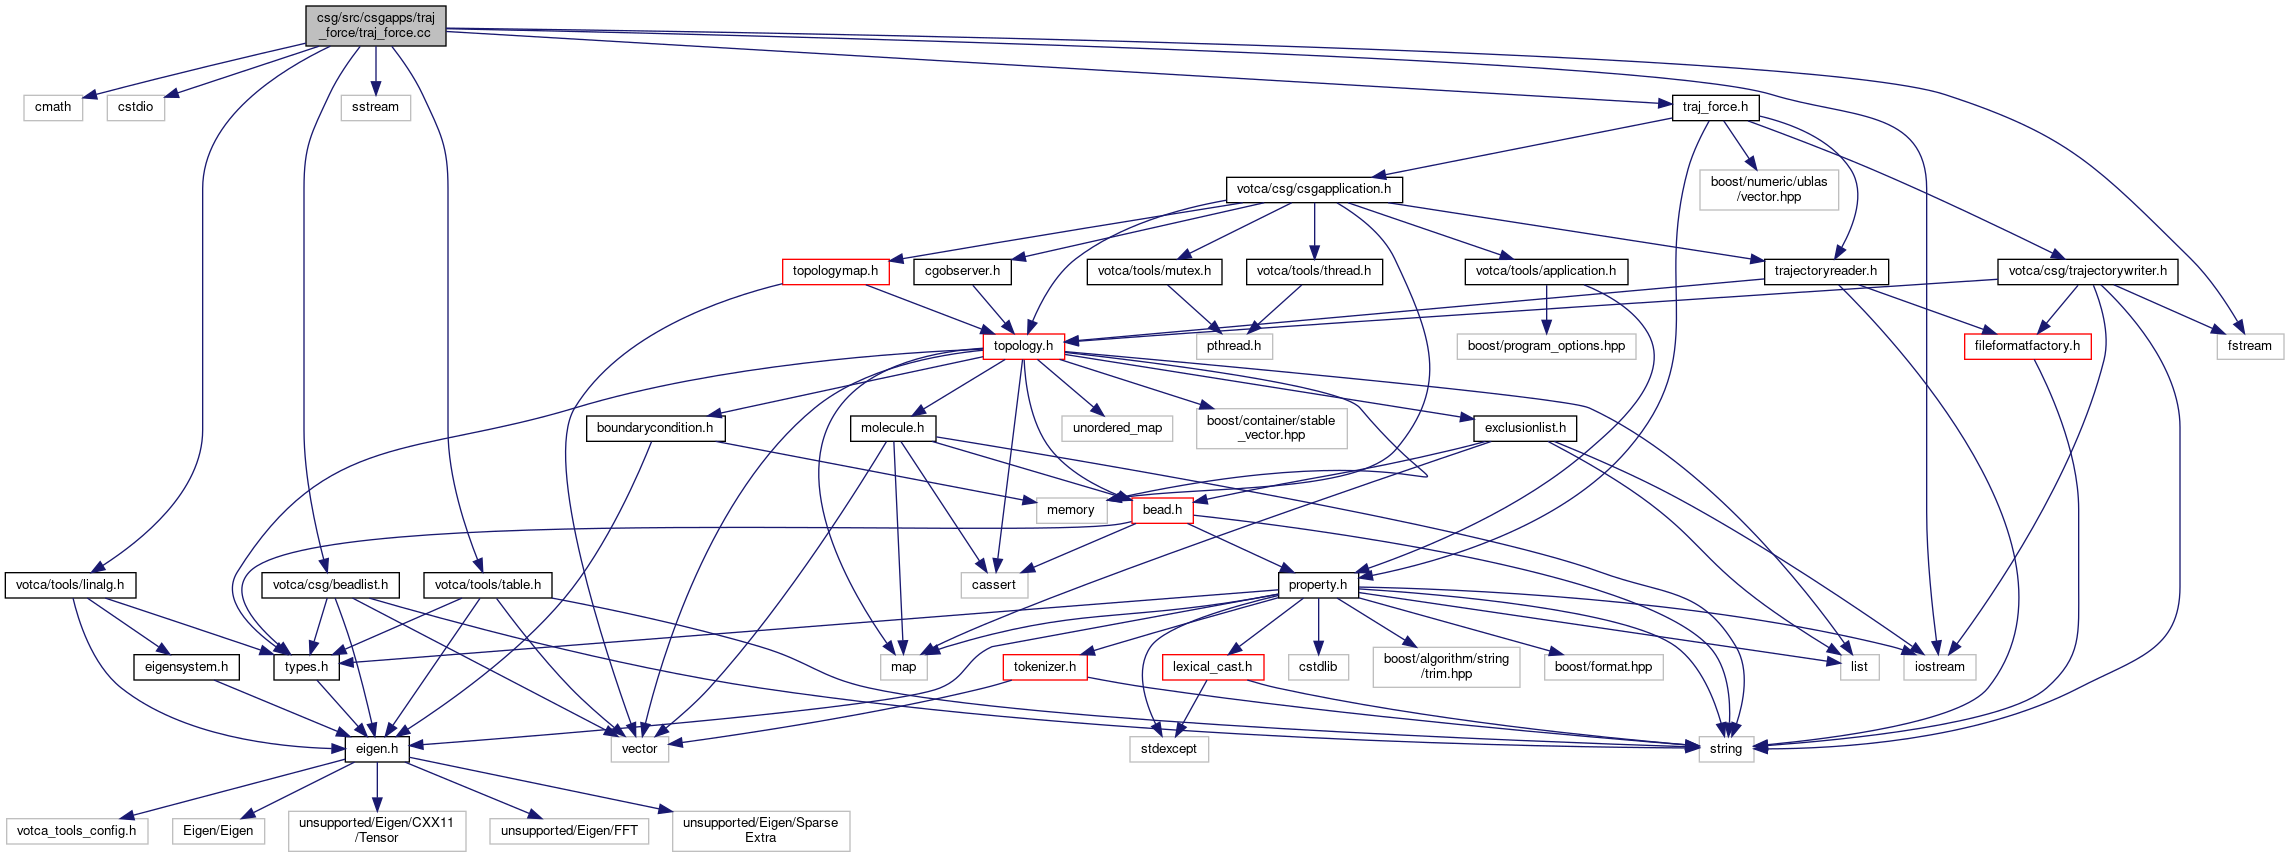 csg/src/csgapps/traj
_force/traj_force.cc
cmath
cstdio
sstream
traj_force.h
votca/csg/csgapplication.h
boost/numeric/ublas
/vector.hpp
topologymap.h
cgobserver.h
votca/tools/mutex.h
votca/tools/thread.h
votca/tools/application.h
trajectoryreader.h
votca/csg/trajectorywriter.h
topology.h
pthread.h
boost/program_options.hpp
fileformatfactory.h
fstream
boundarycondition.h
molecule.h
unordered_map
boost/container/stable
_vector.hpp
exclusionlist.h
memory
bead.h
votca/tools/linalg.h
votca/csg/beadlist.h
votca/tools/table.h
cassert
property.h
eigensystem.h
types.h
map
tokenizer.h
lexical_cast.h
cstdlib
boost/algorithm/string
/trim.hpp
boost/format.hpp
list
iostream
eigen.h
vector
stdexcept
string
votca_tools_config.h
Eigen/Eigen
unsupported/Eigen/CXX11
/Tensor
unsupported/Eigen/FFT
unsupported/Eigen/Sparse
Extra